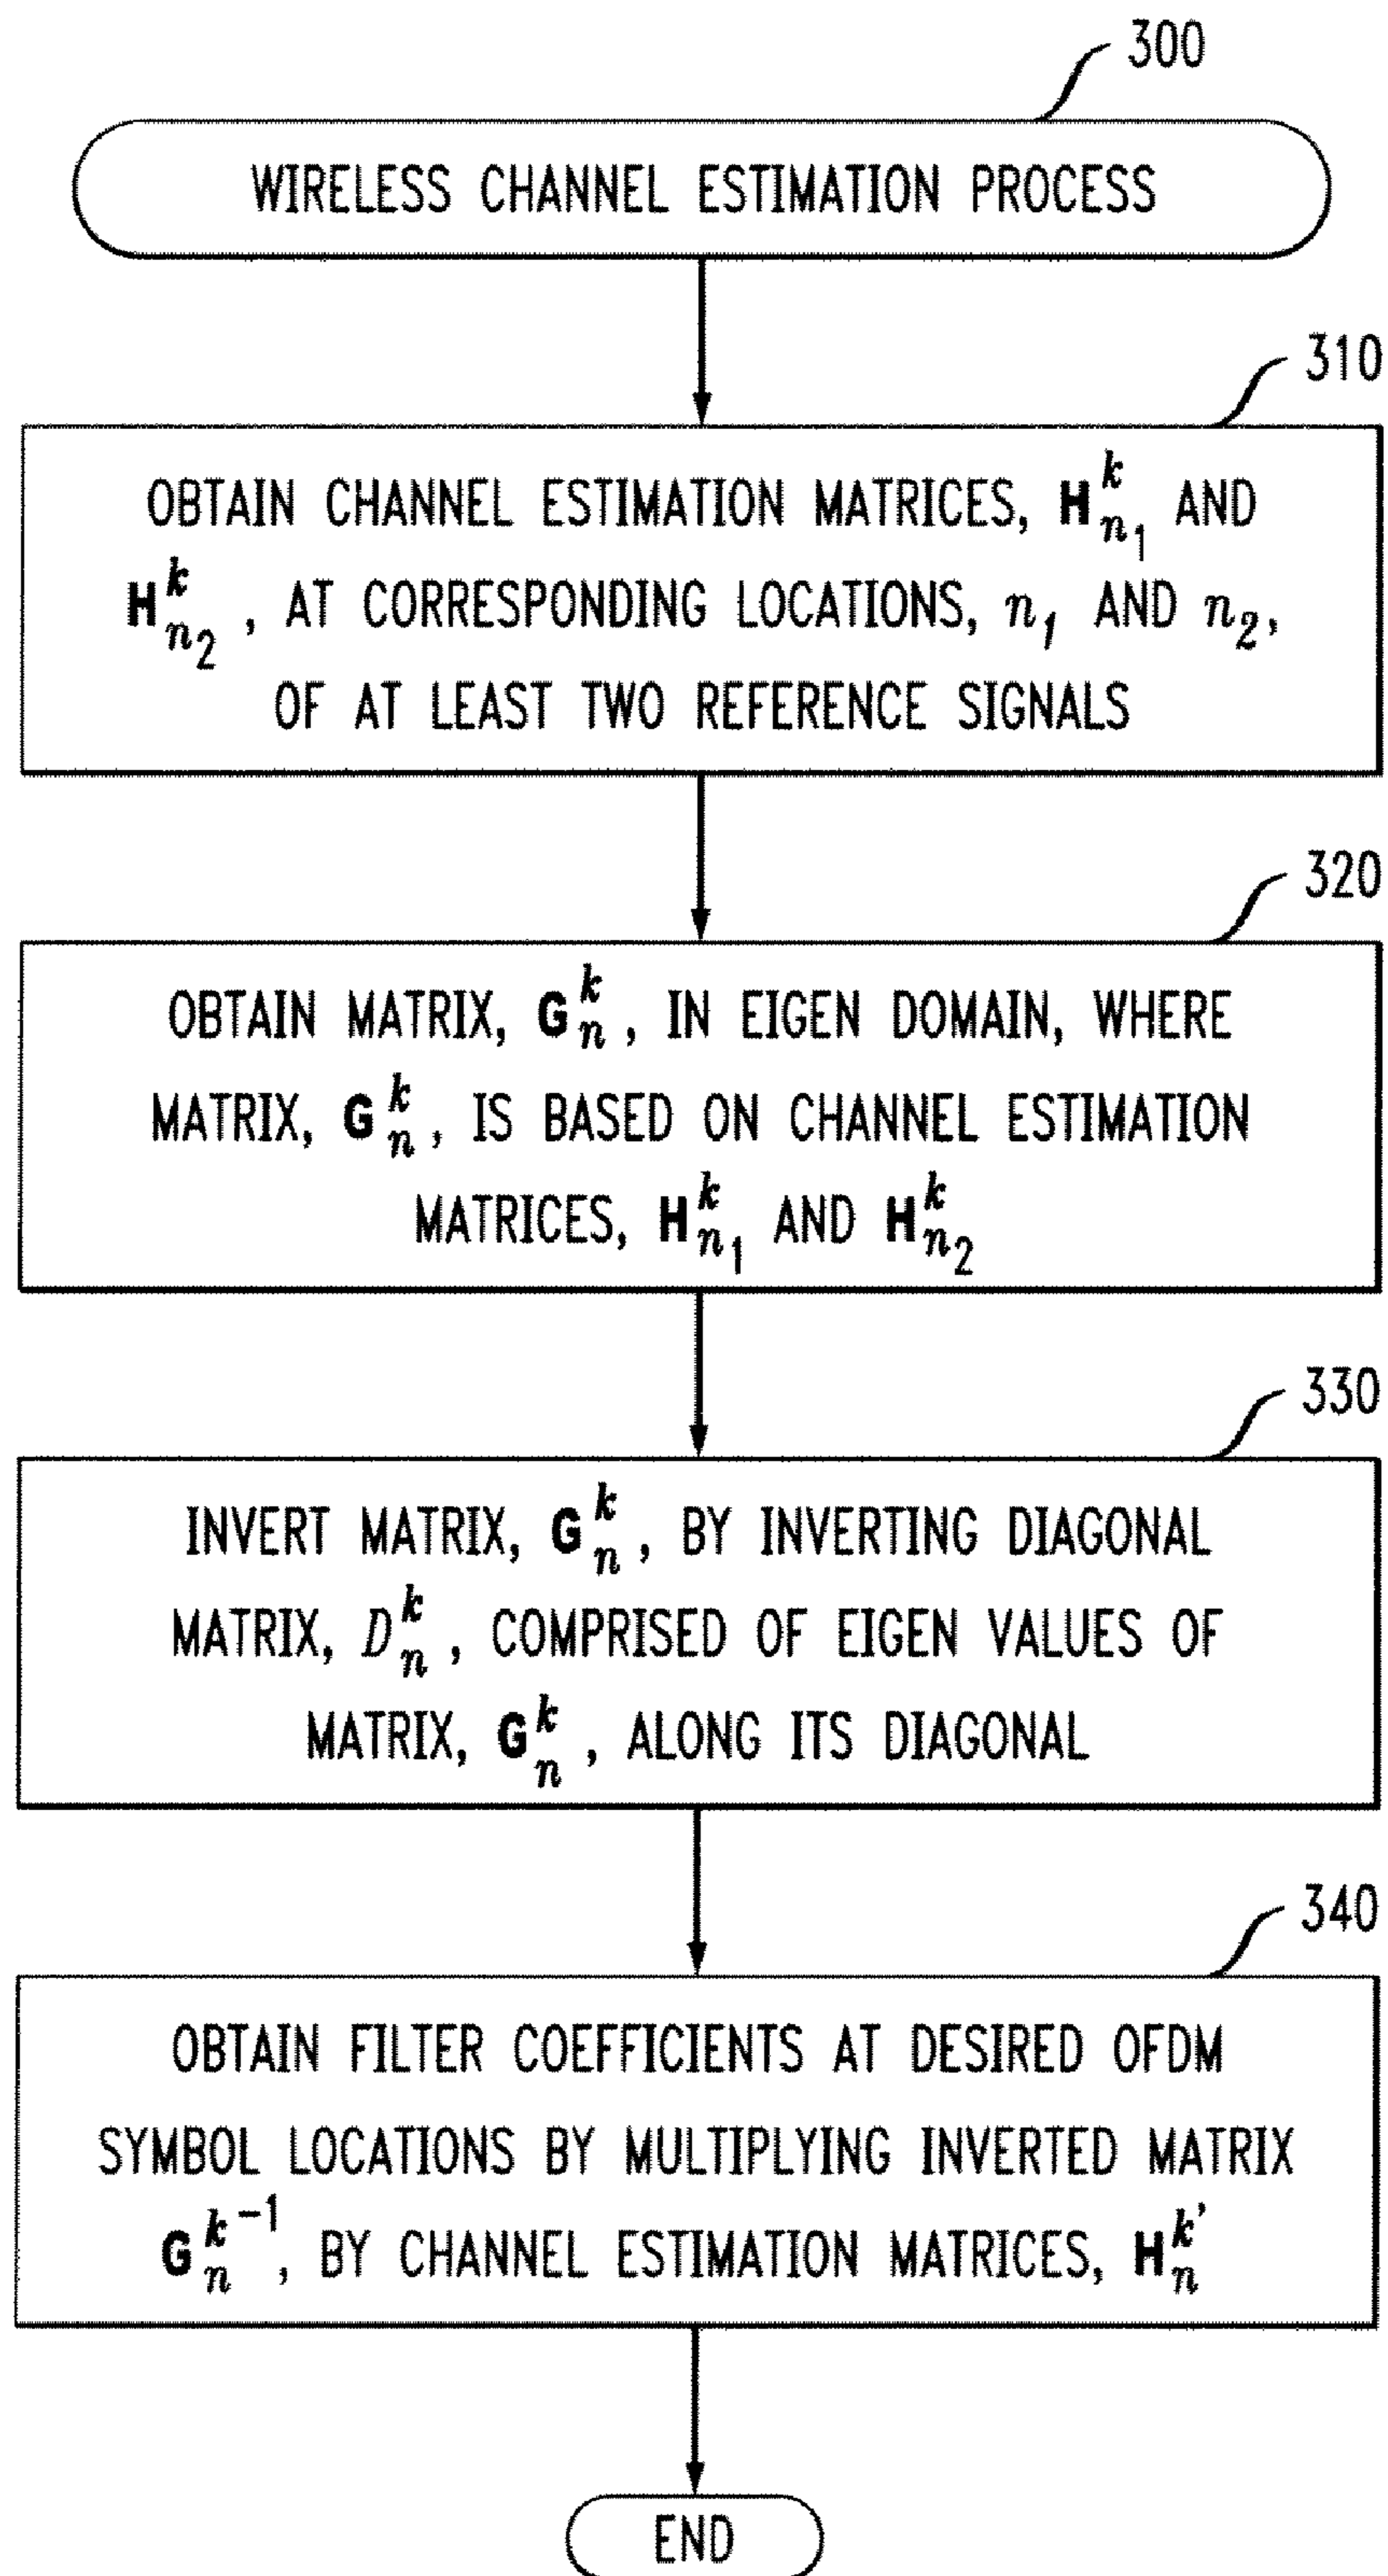 300
WIRELESS CHANNEL ESTIMATION PROCESS
310
OBTAIN CHANNEL ESTIMATION MATRICES, H^k_{n_1} AND
H^k_{n_2}, AT CORRESPONDING LOCATIONS, n_1 AND n_2,
OF AT LEAST TWO REFERENCE SIGNALS
320
OBTAIN MATRIX, G^k_n, IN EIGEN DOMAIN, WHERE
MATRIX, G^k_n, IS BASED ON CHANNEL ESTIMATION
MATRICES, H^k_{n_1} AND H^k_{n_2}
330
INVERT MATRIX, G^k_n, BY INVERTING DIAGONAL
MATRIX, D^k_n, COMPRISED OF EIGEN VALUES OF
MATRIX, G^k_n, ALONG ITS DIAGONAL
340
OBTAIN FILTER COEFFICIENTS AT DESIRED OFDM
SYMBOL LOCATIONS BY MULTIPLYING INVERTED MATRIX
G^{k^{-1}}_n, BY CHANNEL ESTIMATION MATRICES, H^{k'}_n
END